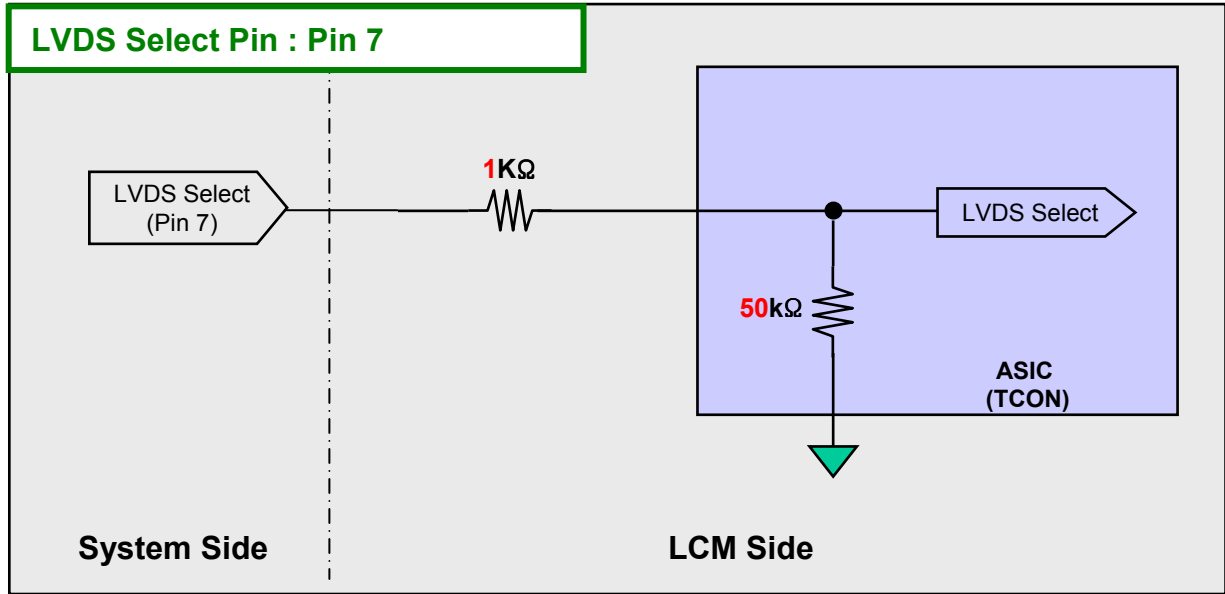 LVDS Select Pin : Pin 7
LVDS Select
(Pin 7)
1KΩ
LVDS Select
50kΩ
ASIC
(TCON)
System Side
LCM Side